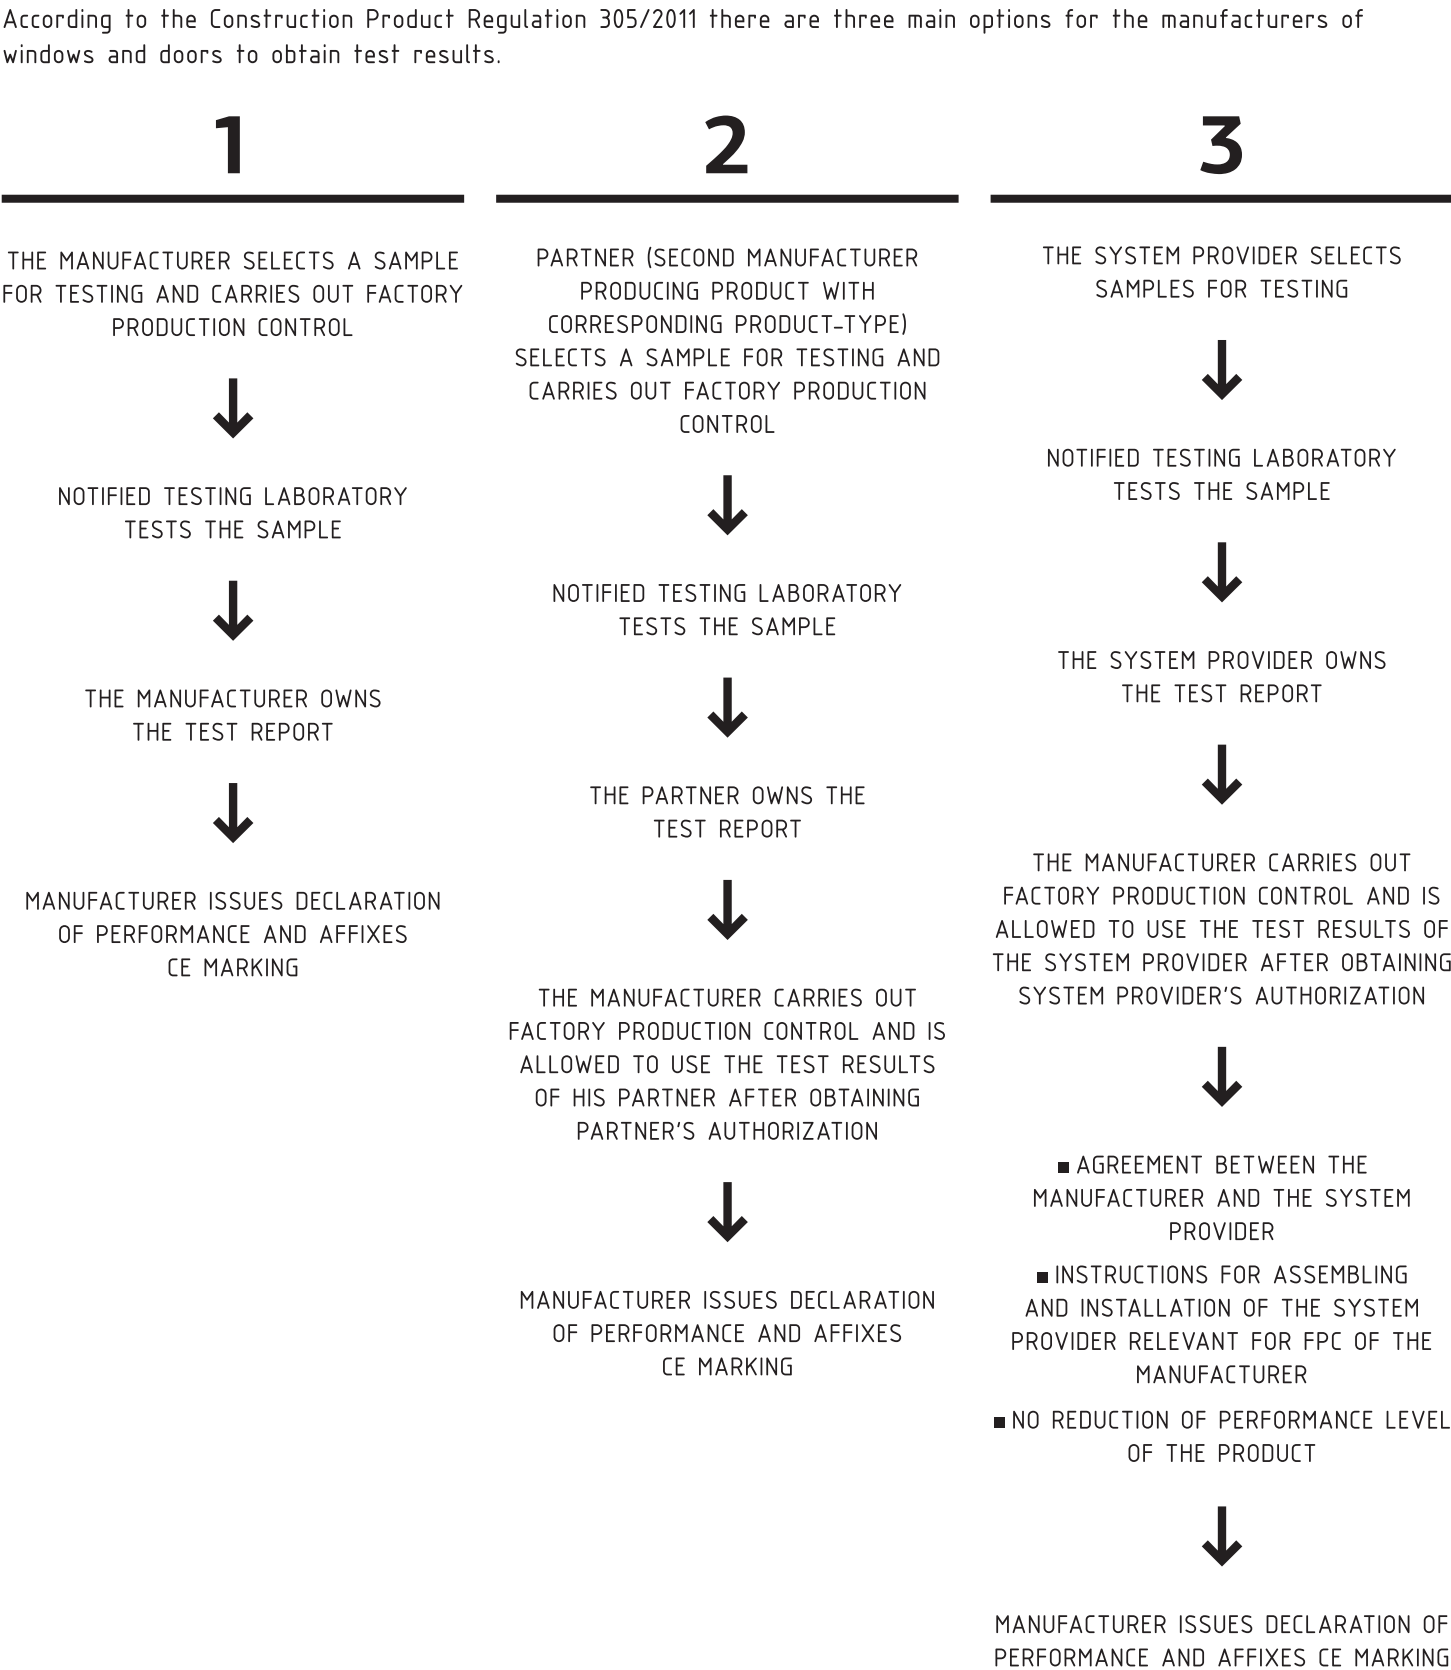 According to the Construction Product Regulation 305/2011 there are three main options for the manufacturers of
windows and doors to obtain test results.
1
THE MANUFACTURER SELECTS A SAMPLE
FOR TESTING AND CARRIES OUT FACTORY
PRODUCTION CONTROL
NOTIFIED TESTING LABORATORY
TESTS THE SAMPLE
THE MANUFACTURER OWNS
THE TEST REPORT
MANUFACTURER ISSUES DECLARATION
OF PERFORMANCE AND AFFIXES
CE MARKING
2
PARTNER (SECOND MANUFACTURER
PRODUCING PRODUCT WITH
CORRESPONDING PRODUCT-TYPE)
SELECTS A SAMPLE FOR TESTING AND
CARRIES OUT FACTORY PRODUCTION
CONTROL
NOTIFIED TESTING LABORATORY
TESTS THE SAMPLE
THE PARTNER OWNS THE
TEST REPORT
THE MANUFACTURER CARRIES OUT
FACTORY PRODUCTION CONTROL AND IS
ALLOWED TO USE THE TEST RESULTS
OF HIS PARTNER AFTER OBTAINING
PARTNER'S AUTHORIZATION
MANUFACTURER ISSUES DECLARATION
OF PERFORMANCE AND AFFIXES
CE MARKING
3
THE SYSTEM PROVIDER SELECTS
SAMPLES FOR TESTING
NOTIFIED TESTING LABORATORY
TESTS THE SAMPLE
THE SYSTEM PROVIDER OWNS
THE TEST REPORT
THE MANUFACTURER CARRIES OUT
FACTORY PRODUCTION CONTROL AND IS
ALLOWED TO USE THE TEST RESULTS OF
THE SYSTEM PROVIDER AFTER OBTAINING
SYSTEM PROVIDER'S AUTHORIZATION
■ AGREEMENT BETWEEN THE
MANUFACTURER AND THE SYSTEM
PROVIDER
■ INSTRUCTIONS FOR ASSEMBLING
AND INSTALLATION OF THE SYSTEM
PROVIDER RELEVANT FOR FPC OF THE
MANUFACTURER
■ NO REDUCTION OF PERFORMANCE LEVEL
OF THE PRODUCT
MANUFACTURER ISSUES DECLARATION OF
PERFORMANCE AND AFFIXES CE MARKING